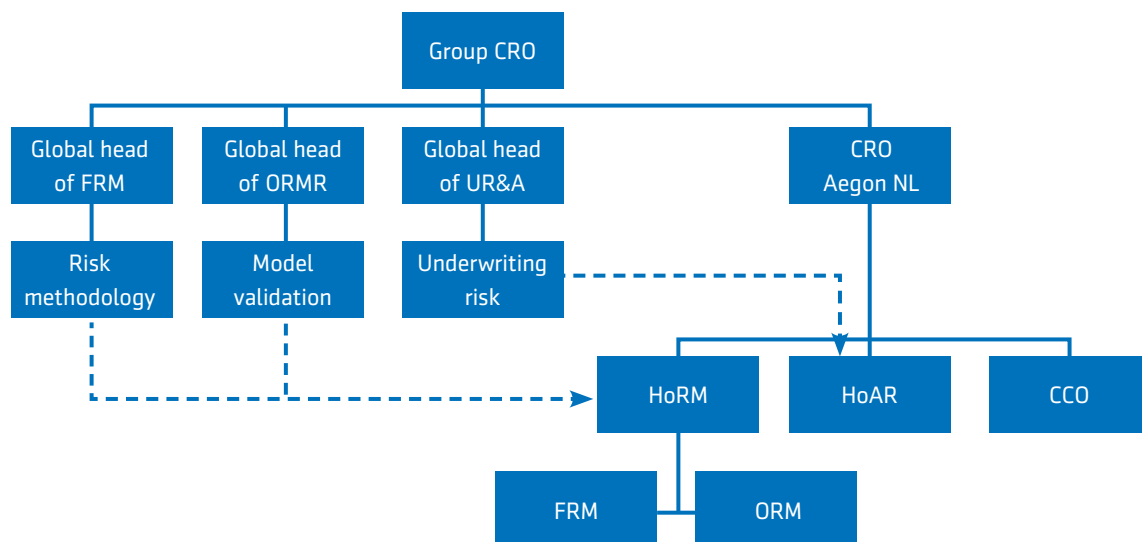 Group CRO
Global head
of FRM
Global head
of ORMR
Global head
of UR&A
CRO
Aegon NL
Risk
methodology
Model
validation
Underwriting
risk
HoRM
HoAR
CCO
FRM
ORM